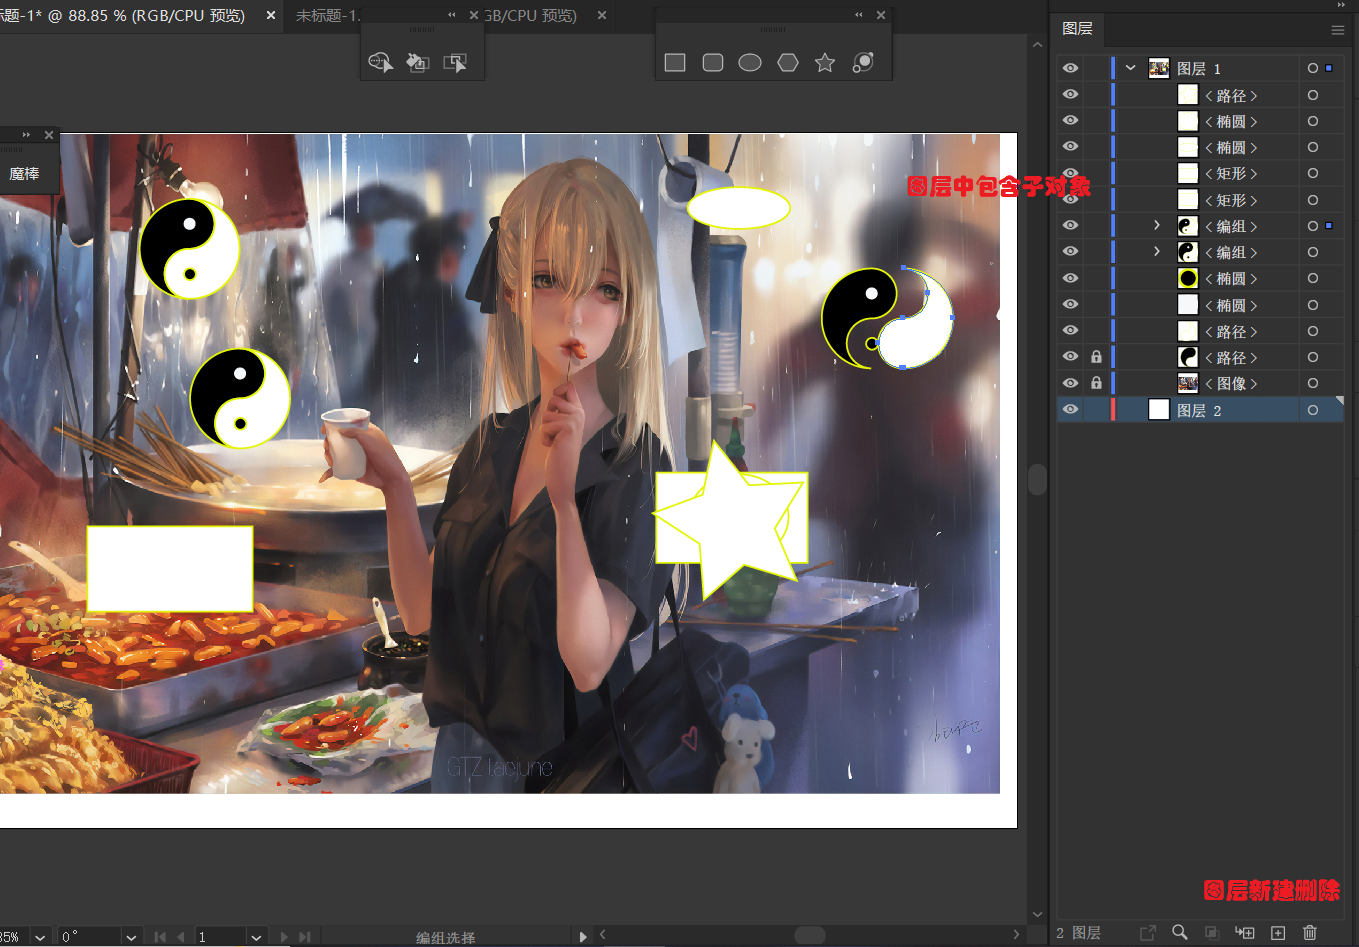 标题-1* @ 88.85 % (RGB/CPU 预览)
未标题-1.
GB/CPU 预览)
图层
魔棒
图层 1
<路径>
<椭圆>
<椭圆>
<矩形>
<矩形>
<编组>
<编组>
<椭圆>
<椭圆>
<路径>
<路径>
<图像>
图层 2
图层中包含子对象
GTZ taejune
图层新建删除
85%
0°
1
编组选择
2 图层